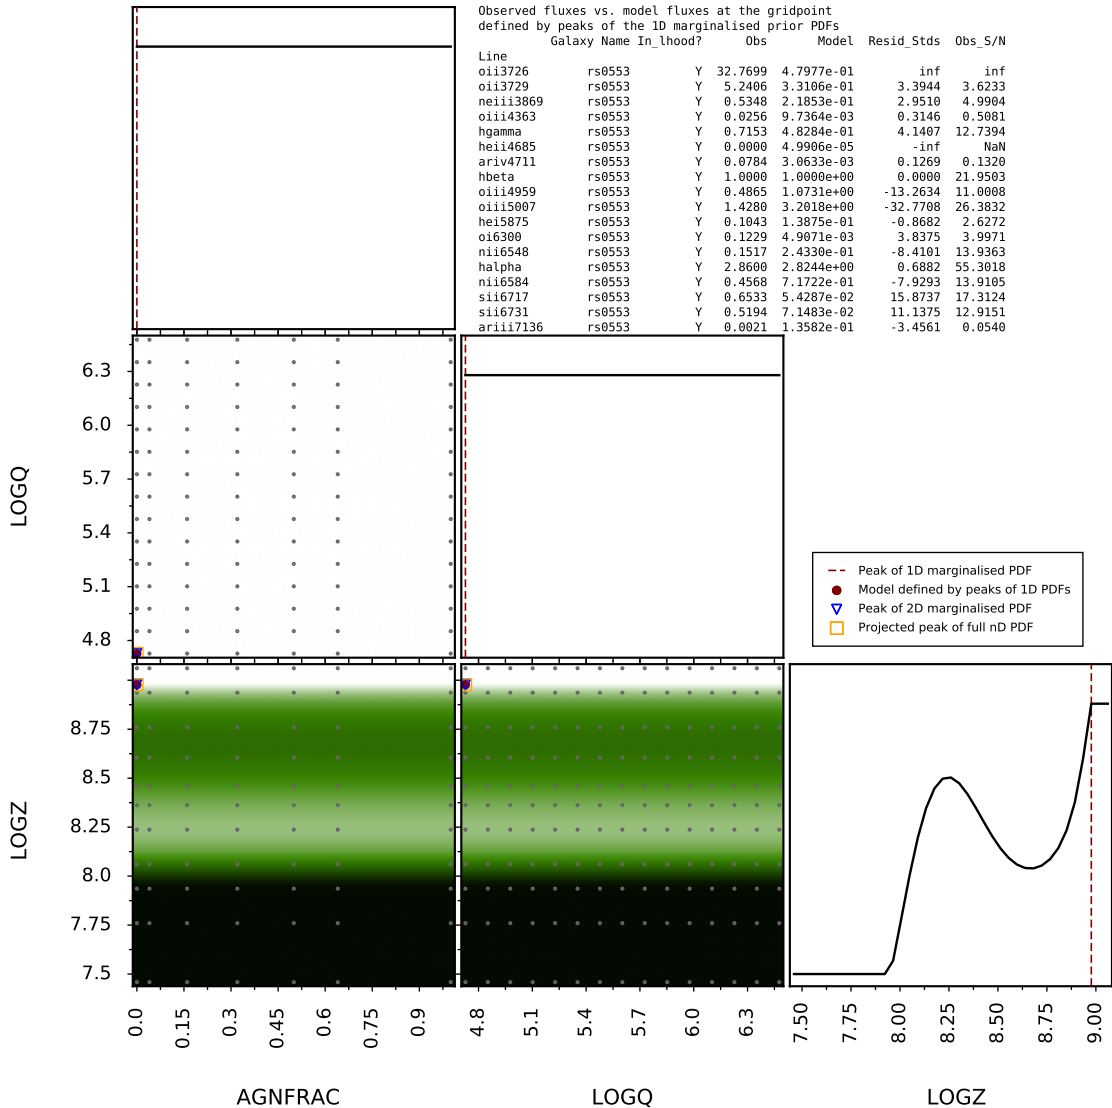 Observed fluxes vs. model fluxes at the gridpoint
defined by peaks of the 1D marginalised prior PDFs
Galaxy Name In_lhood? Obs Model Resid_Stds Obs_S/N
Line
oii3726 rs0553 Y 32.7699 4.7977e-01 inf inf
oii3729 rs0553 Y 5.2406 3.3106e-01 3.3944 3.6233
neiii3869 rs0553 Y 0.5348 2.1853e-01 2.9510 4.9904
oiii4363 rs0553 Y 0.0256 9.7364e-03 0.3146 0.5081
hgamma rs0553 Y 0.7153 4.8284e-01 4.1407 12.7394
heii4685 rs0553 Y 0.0000 4.9906e-05 -inf NaN
ariv4711 rs0553 Y 0.0784 3.0633e-03 0.1269 0.1320
hbeta rs0553 Y 1.0000 1.0000e+00 0.0000 21.9503
oiii4959 rs0553 Y 0.4865 1.0731e+00 -13.2634 11.0008
oiii5007 rs0553 Y 1.4280 3.2018e+00 -32.7708 26.3832
hei5875 rs0553 Y 0.1043 1.3875e-01 -0.8682 2.6272
oi6300 rs0553 Y 0.1229 4.9071e-03 3.8375 3.9971
nii6548 rs0553 Y 0.1517 2.4330e-01 -8.4101 13.9363
halpha rs0553 Y 2.8600 2.8244e+00 0.6882 55.3018
nii6584 rs0553 Y 0.4568 7.1722e-01 -7.9293 13.9105
sii6717 rs0553 Y 0.6533 5.4287e-02 15.8737 17.3124
sii6731 rs0553 Y 0.5194 7.1483e-02 11.1375 12.9151
ariii7136 rs0553 Y 0.0021 1.3582e-01 -3.4561 0.0540
LOGQ
6.3
6.0
5.7
5.4
5.1
4.8
Peak of 1D marginalised PDF
Model defined by peaks of 1D PDFs
Peak of 2D marginalised PDF
Projected peak of full nD PDF
LOGZ
8.75
8.5
8.25
8.0
7.75
7.5
0.0 0.15 0.3 0.45 0.6 0.75 0.9
4.8 5.1 5.4 5.7 6.0 6.3
7.50 7.75 8.00 8.25 8.50 8.75 9.00
AGNFRAC LOGQ LOGZ